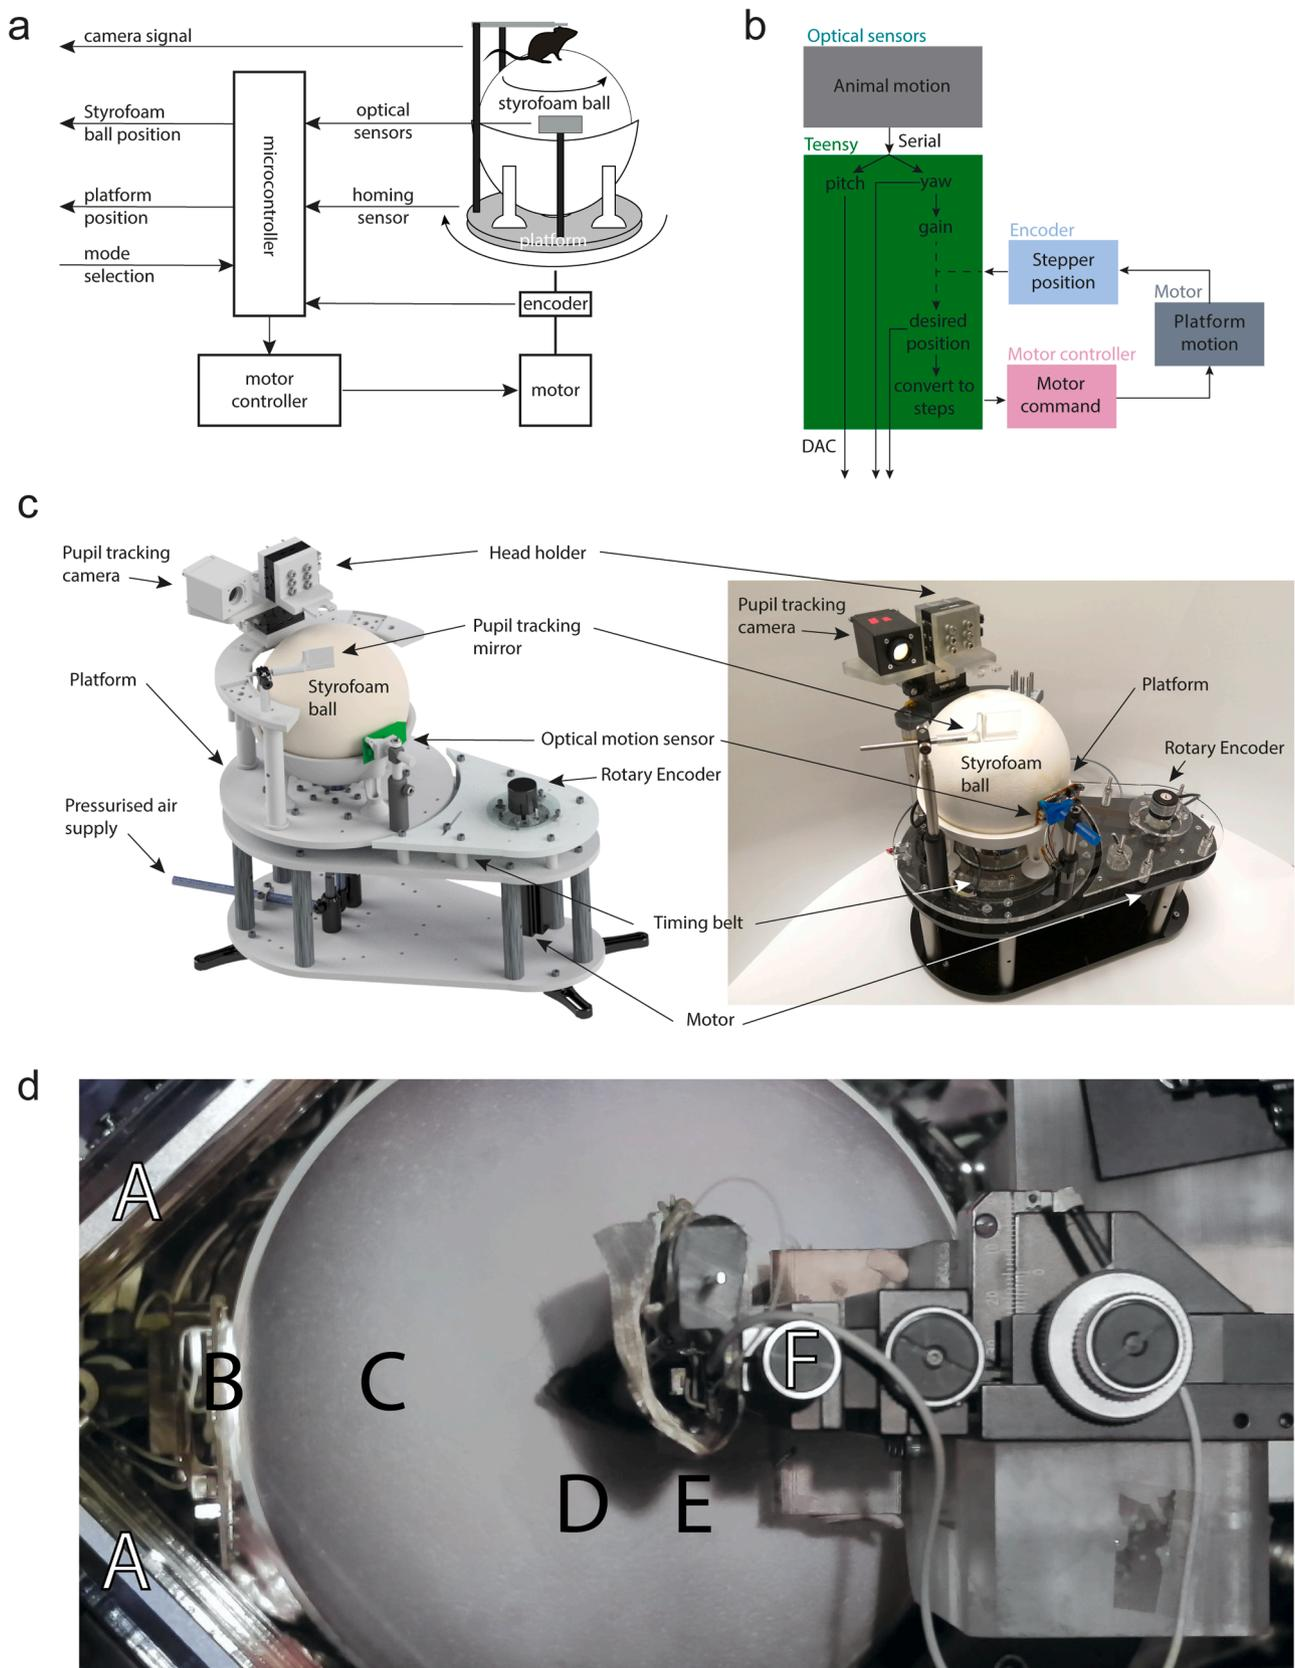 a
camera signal
Styrofoam
ball position
platform
position
mode
selection
microcontroller
optical
sensors
homing
sensor
styrofoam ball
platform
encoder
motor
controller
motor
b
Optical sensors
Animal motion
Serial
Teensy
pitch
yaw
gain
desired
position
convert to
steps
DAC
Encoder
Stepper
position
Motor
Platform
motion
Motor controller
Motor
command
c
Pupil tracking
camera
Head holder
Pupil tracking
mirror
Platform
Styrofoam
ball
Optical motion sensor
Rotary Encoder
Pressurised air
supply
Timing belt
Motor
Pupil tracking
camera
Platform
Rotary Encoder
Styrofoam
ball
d
A
B
C
F
D
E
A